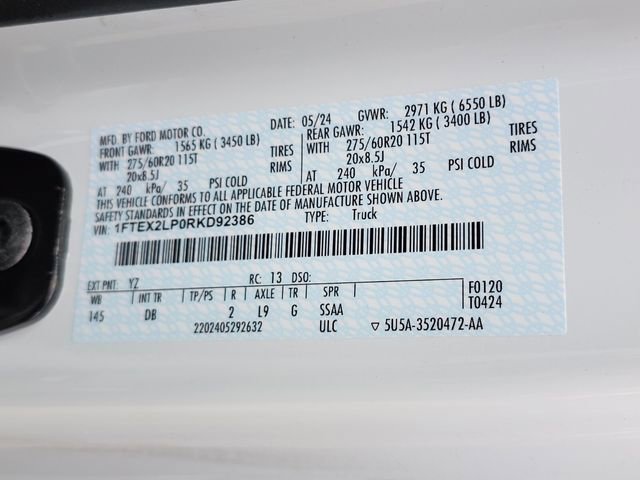 MFD. BY FORD MOTOR CO.
DATE: 05/24 GVWR: 2971 KG ( 6550 LB)
FRONT GAWR: 1565 KG ( 3450 LB) REAR GAWR: 1542 KG ( 3400 LB)
WITH 275/60R20 115T TIRES WITH 275/60R20 115T TIRES
20x8.5J RIMS 20x8.5J RIMS
AT 240 kPa/ 35 PSI COLD AT 240 kPa/ 35 PSI COLD
THIS VEHICLE CONFORMS TO ALL APPLICABLE FEDERAL MOTOR VEHICLE
SAFETY STANDARDS IN EFFECT ON THE DATE OF MANUFACTURE SHOWN ABOVE.
VIN: 1FTEX2LP0RKD92386 TYPE: Truck
EXT PNT: YZ RC: 13 DSO:
WB INT TR TP/PS R AXLE TR SPR F0120
145 DB 2 L9 G SSAA T0424
2202405292632 ULC ▽ 5U5A-3520472-AA